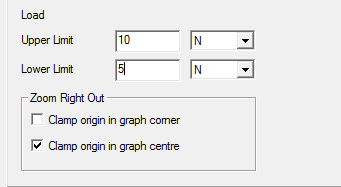 Load
Upper Limit 10 N
Lower Limit 5 N
Zoom Right Out
Clamp origin in graph corner
Clamp origin in graph centre